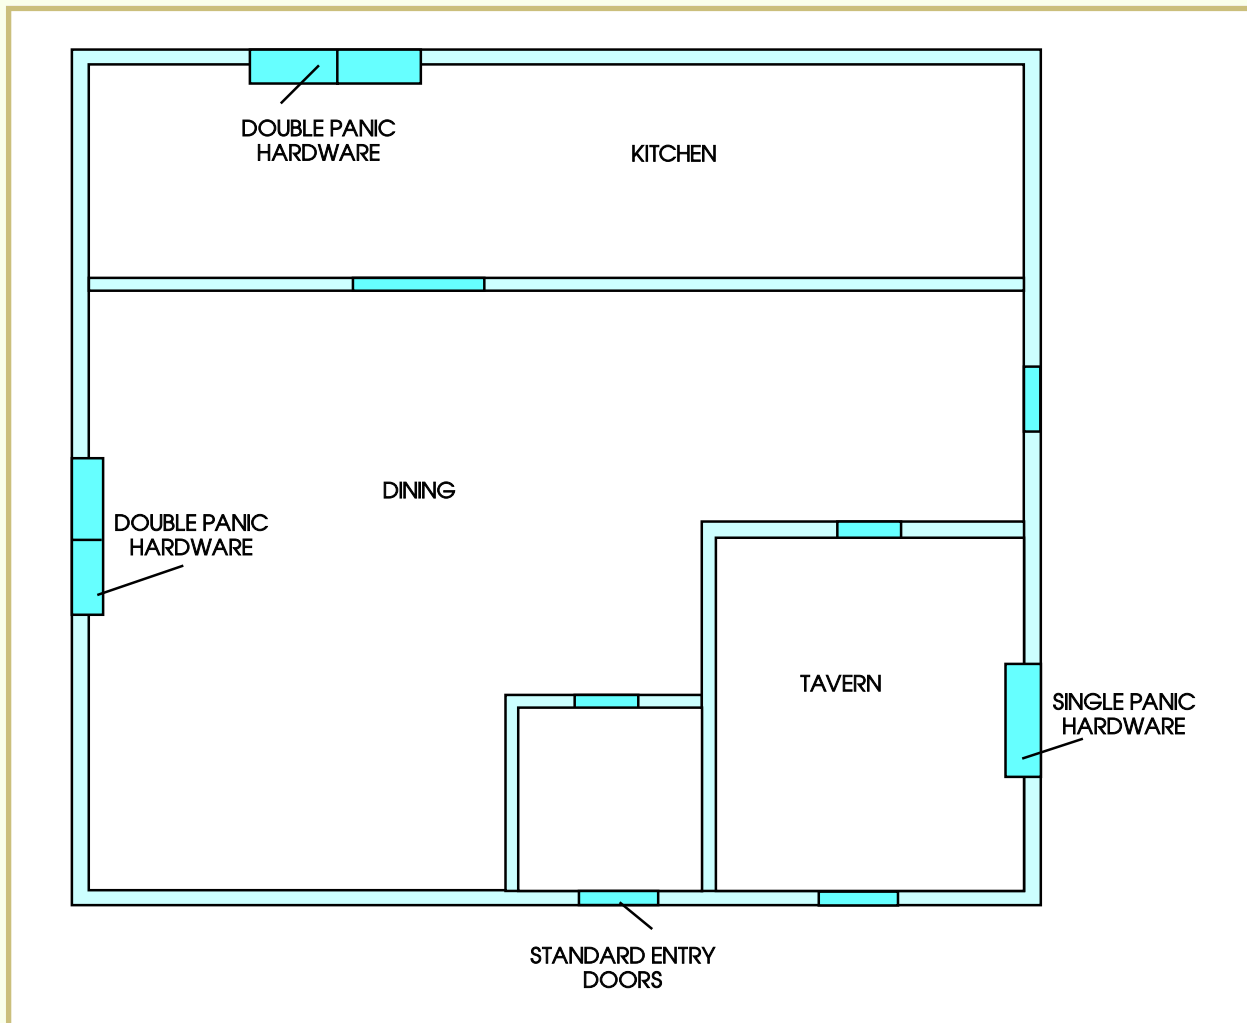 DOUBLE PANIC
HARDWARE
KITCHEN
DINING
DOUBLE PANIC
HARDWARE
TAVERN
SINGLE PANIC
HARDWARE
STANDARD ENTRY
DOORS